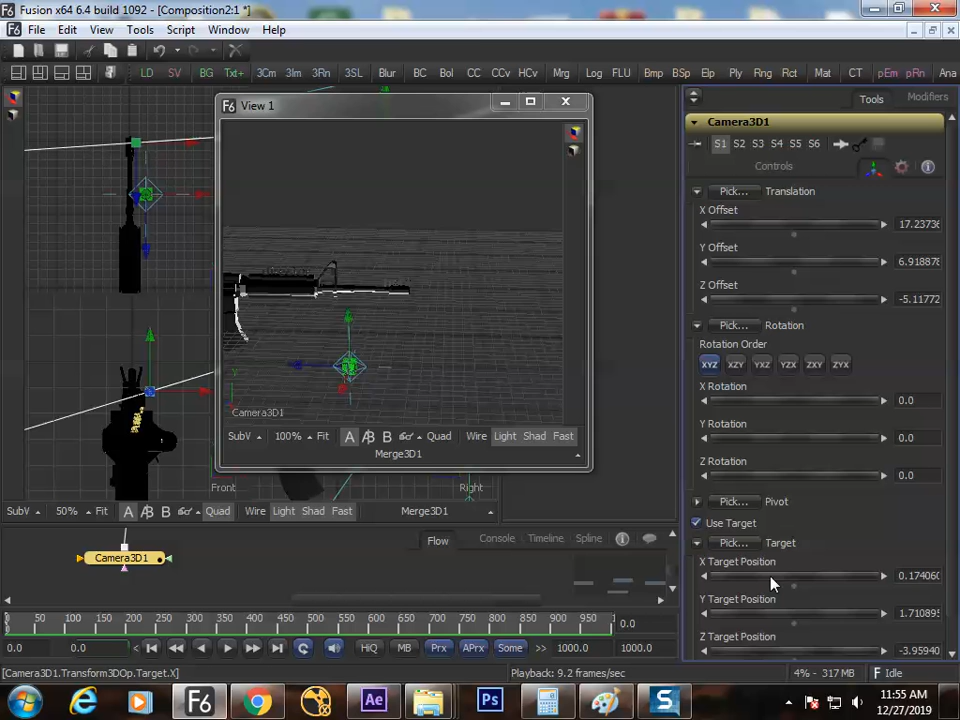 Fusion x64 6.4 build 1092 - [Composition2:1 *]
File Edit View Tools Script Window Help
LD SV BG Txt+ 3Cm 3Im 3Rn 3SL Blur BC Bol CC CCv HCv Mrg Log FLU Bmp BSp Elp Ply Rng Rct Mat CT pEm pRn Ana
View 1
Tools Modifiers
Camera3D1
S1 S2 S3 S4 S5 S6
Controls
Pick... Translation
X Offset
17.23736
Y Offset
6.918878
Z Offset
-5.11772
Pick... Rotation
Rotation Order
XYZ XZY YXZ YZX ZXY ZYX
X Rotation
0.0
Y Rotation
0.0
Z Rotation
0.0
Pick... Pivot
Use Target
Pick... Target
X Target Position
0.174060
Y Target Position
1.710895
Z Target Position
-3.95940
Camera3D1
SubV 100% Fit A B Quad Wire Light Shad Fast
Merge3D1
Front Right
SubV 50% Fit A B Quad Wire Light Shad Fast Merge3D1
Flow Console Timeline Spline
Camera3D1
0 50 100 150 200 250 300 350 400 450 500 550 600 650 700 750 800 850 900 950 0.0
0.0 0.0 HiQ MB Prx APrx Some 1000.0 1000.0
[Camera3D1.Transform3DOp.Target.X] Playback: 9.2 frames/sec 4% - 317 MB Idle
F6 Ae Ps S
11:55 AM
12/27/2019